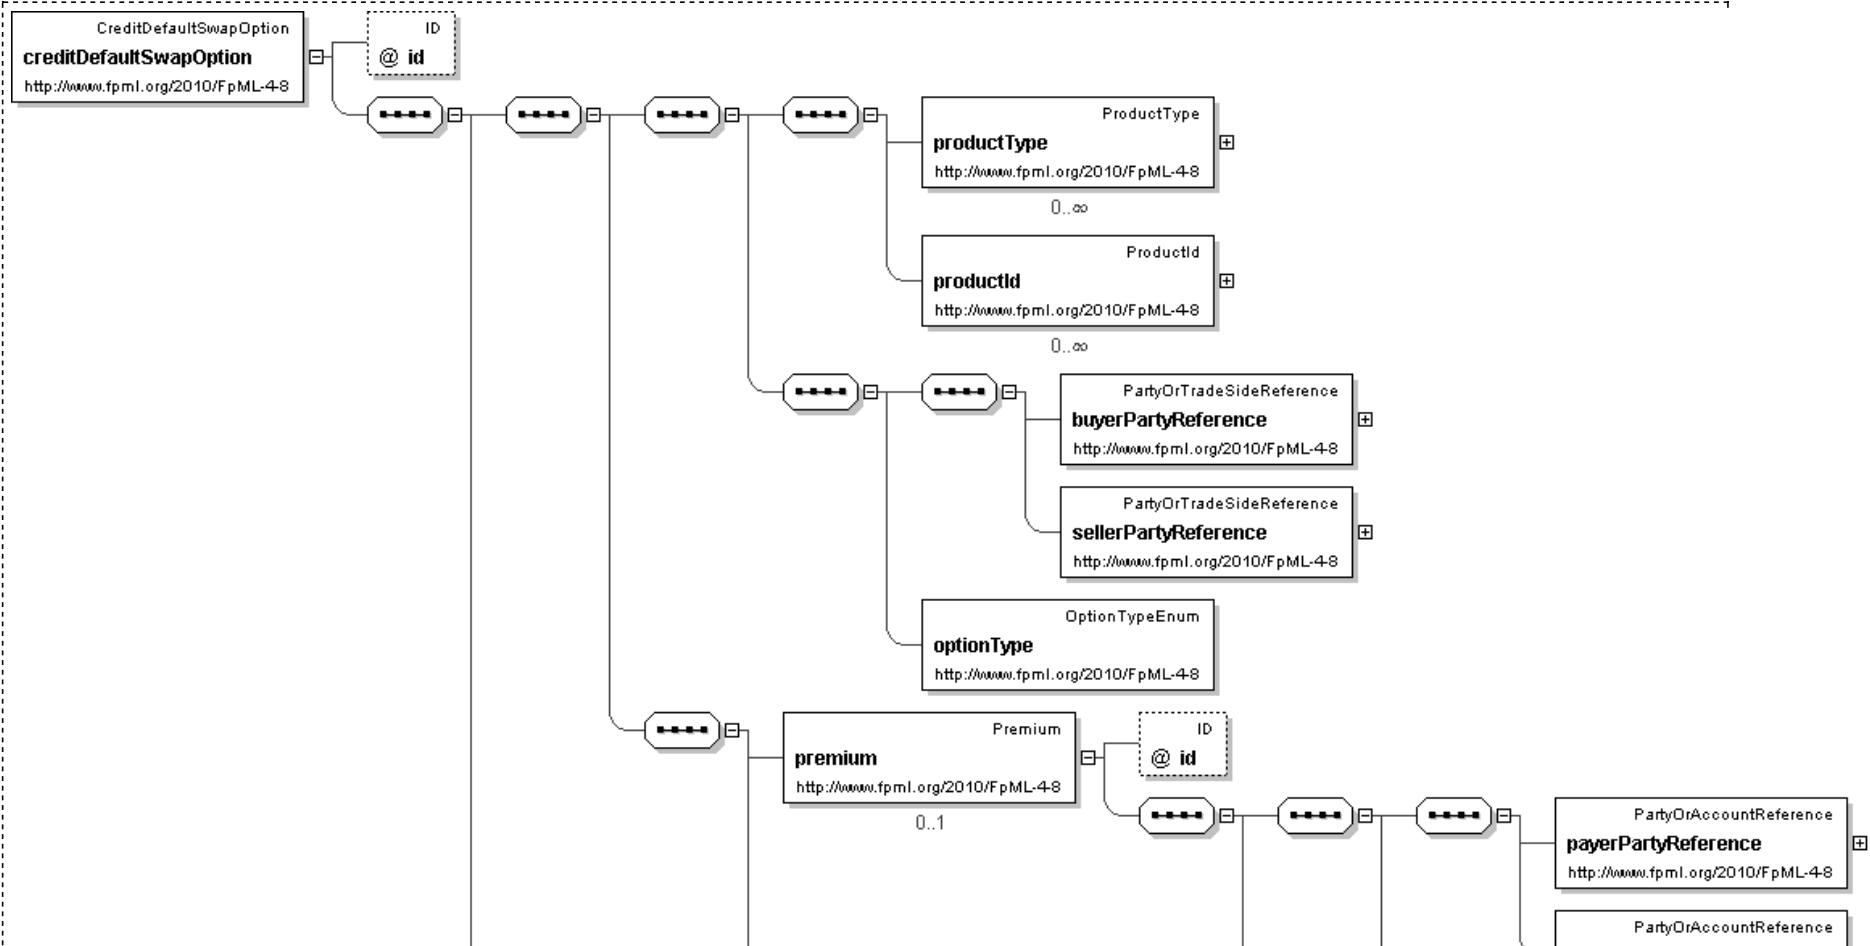 CreditDefaultSwapOption
creditDefaultSwapOption
http://www.fpml.org/2010/FpML-4-8
ID
@ id
ProductType
productType
http://www.fpml.org/2010/FpML-4-8
0..∞
ProductId
productId
http://www.fpml.org/2010/FpML-4-8
0..∞
PartyOrTradeSideReference
buyerPartyReference
http://www.fpml.org/2010/FpML-4-8
PartyOrTradeSideReference
sellerPartyReference
http://www.fpml.org/2010/FpML-4-8
OptionTypeEnum
optionType
http://www.fpml.org/2010/FpML-4-8
Premium
premium
http://www.fpml.org/2010/FpML-4-8
0..1
ID
@ id
PartyOrAccountReference
payerPartyReference
http://www.fpml.org/2010/FpML-4-8
PartyOrAccountReference